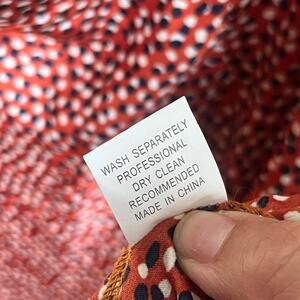 WASH SEPARATELY
PROFESSIONAL
DRY CLEAN
RECOMMENDED
MADE IN CHINA